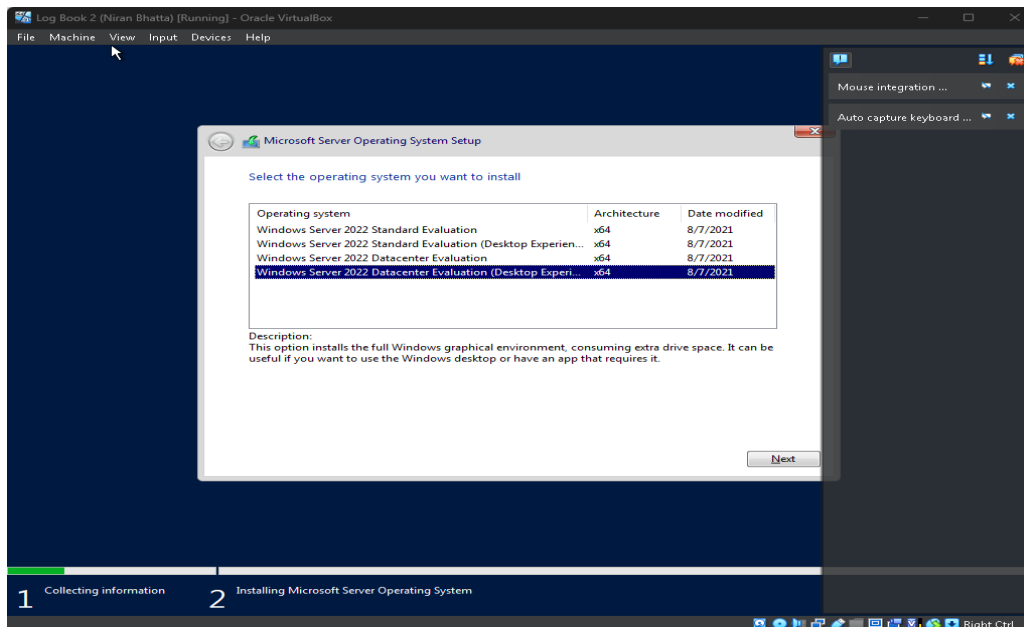 Log Book 2 (Niran Bhatta) [Running] - Oracle VirtualBox
File Machine View Input Devices Help
Mouse integration ...
Auto capture keyboard ...
Microsoft Server Operating System Setup
Select the operating system you want to install
Operating system Architecture Date modified
Windows Server 2022 Standard Evaluation x64 8/7/2021
Windows Server 2022 Standard Evaluation (Desktop Experien... x64 8/7/2021
Windows Server 2022 Datacenter Evaluation x64 8/7/2021
Windows Server 2022 Datacenter Evaluation (Desktop Experi... x64 8/7/2021
Description:
This option installs the full Windows graphical environment, consuming extra drive space. It can be
useful if you want to use the Windows desktop or have an app that requires it.
Next
1 Collecting information 2 Installing Microsoft Server Operating System
Right Ctrl